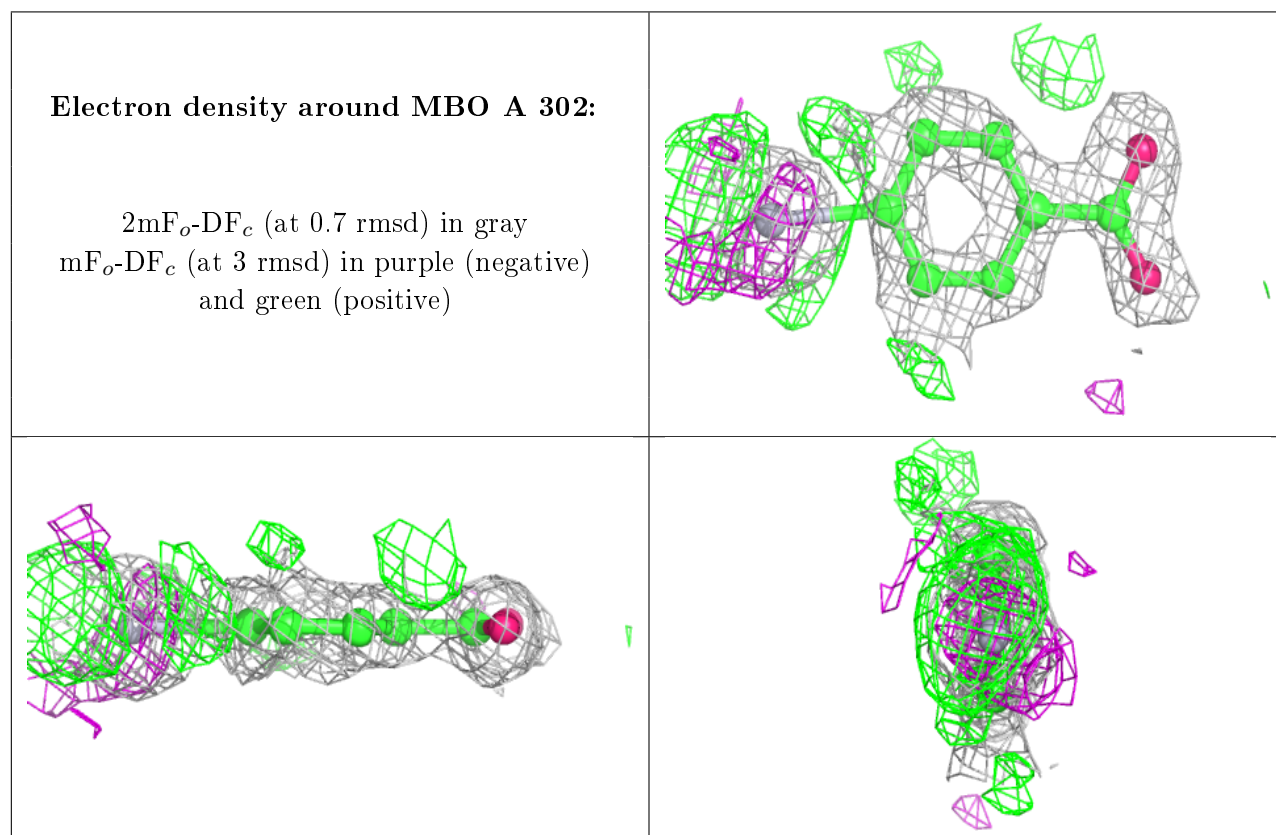 Electron density around MBO A 302:
2mFo-DFc (at 0.7 rmsd) in gray
mFo-DFc (at 3 rmsd) in purple (negative)
and green (positive)